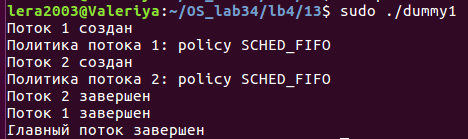 lera2003@Valeriya:~/OS_lab34/lb4/13$ sudo ./dummy1
Поток 1 создан
Политика потока 1: policy SCHED_FIFO
Поток 2 создан
Политика потока 2: policy SCHED_FIFO
Поток 2 завершен
Поток 1 завершен
Главный поток завершен